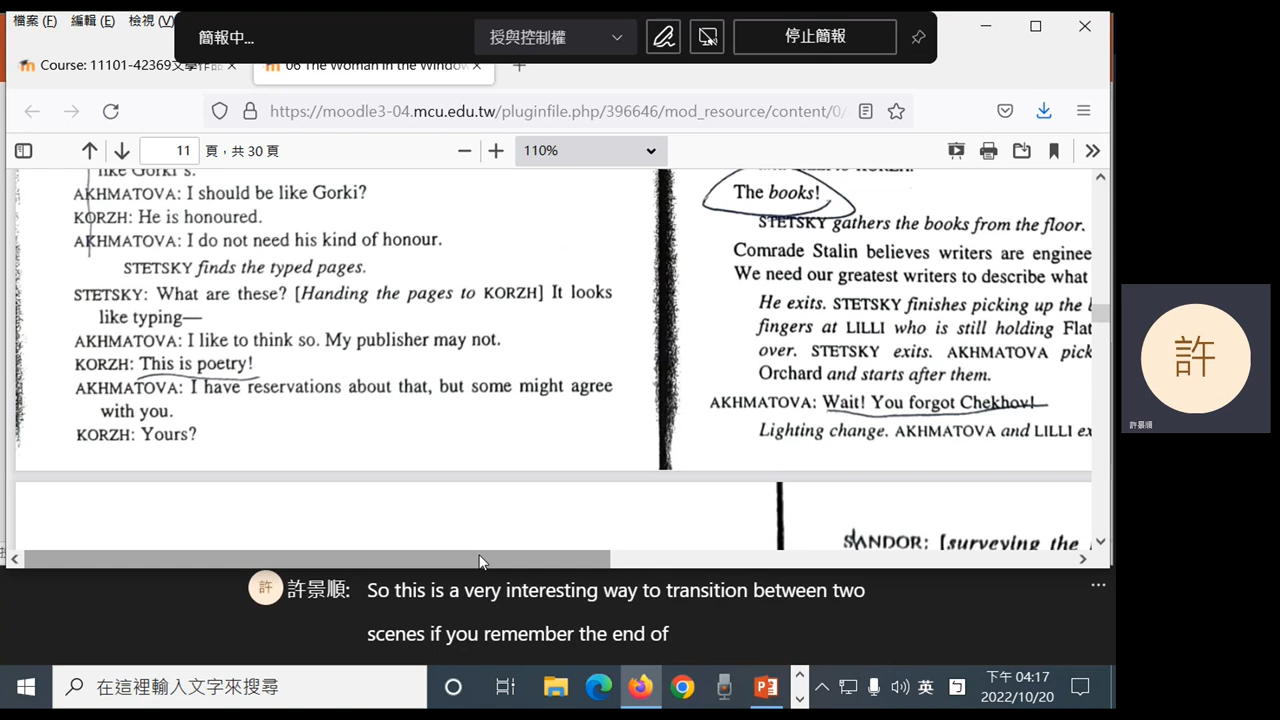 檔案 (F) 編輯 (E) 檢視 (V)
簡報中...
授與控制權
停止簡報
Course: 11101-42369文學作品
06 The Woman in the Window
https://moodle3-04.mcu.edu.tw/pluginfile.php/396646/mod_resource/content/0/
11 頁，共 30 頁
110%
like Gorki's.
AKHMATOVA: I should be like Gorki?
KORZH: He is honoured.
AKHMATOVA: I do not need his kind of honour.
STETSKY finds the typed pages.
STETSKY: What are these? [Handing the pages to KORZH] It looks
like typing—
AKHMATOVA: I like to think so. My publisher may not.
KORZH: This is poetry!
AKHMATOVA: I have reservations about that, but some might agree
with you.
KORZH: Yours?
The books!
STETSKY gathers the books from the floor.
Comrade Stalin believes writers are enginee
We need our greatest writers to describe what
He exits. STETSKY finishes picking up the b
fingers at LILLI who is still holding Flat
over. STETSKY exits. AKHMATOVA pick
Orchard and starts after them.
AKHMATOVA: Wait! You forgot Chekhov!
Lighting change. AKHMATOVA and LILLI ex
SANDOR: [surveying the
許
許景順
許
許景順:
So this is a very interesting way to transition between two
scenes if you remember the end of
在這裡輸入文字來搜尋
英
下午 04:17
2022/10/20